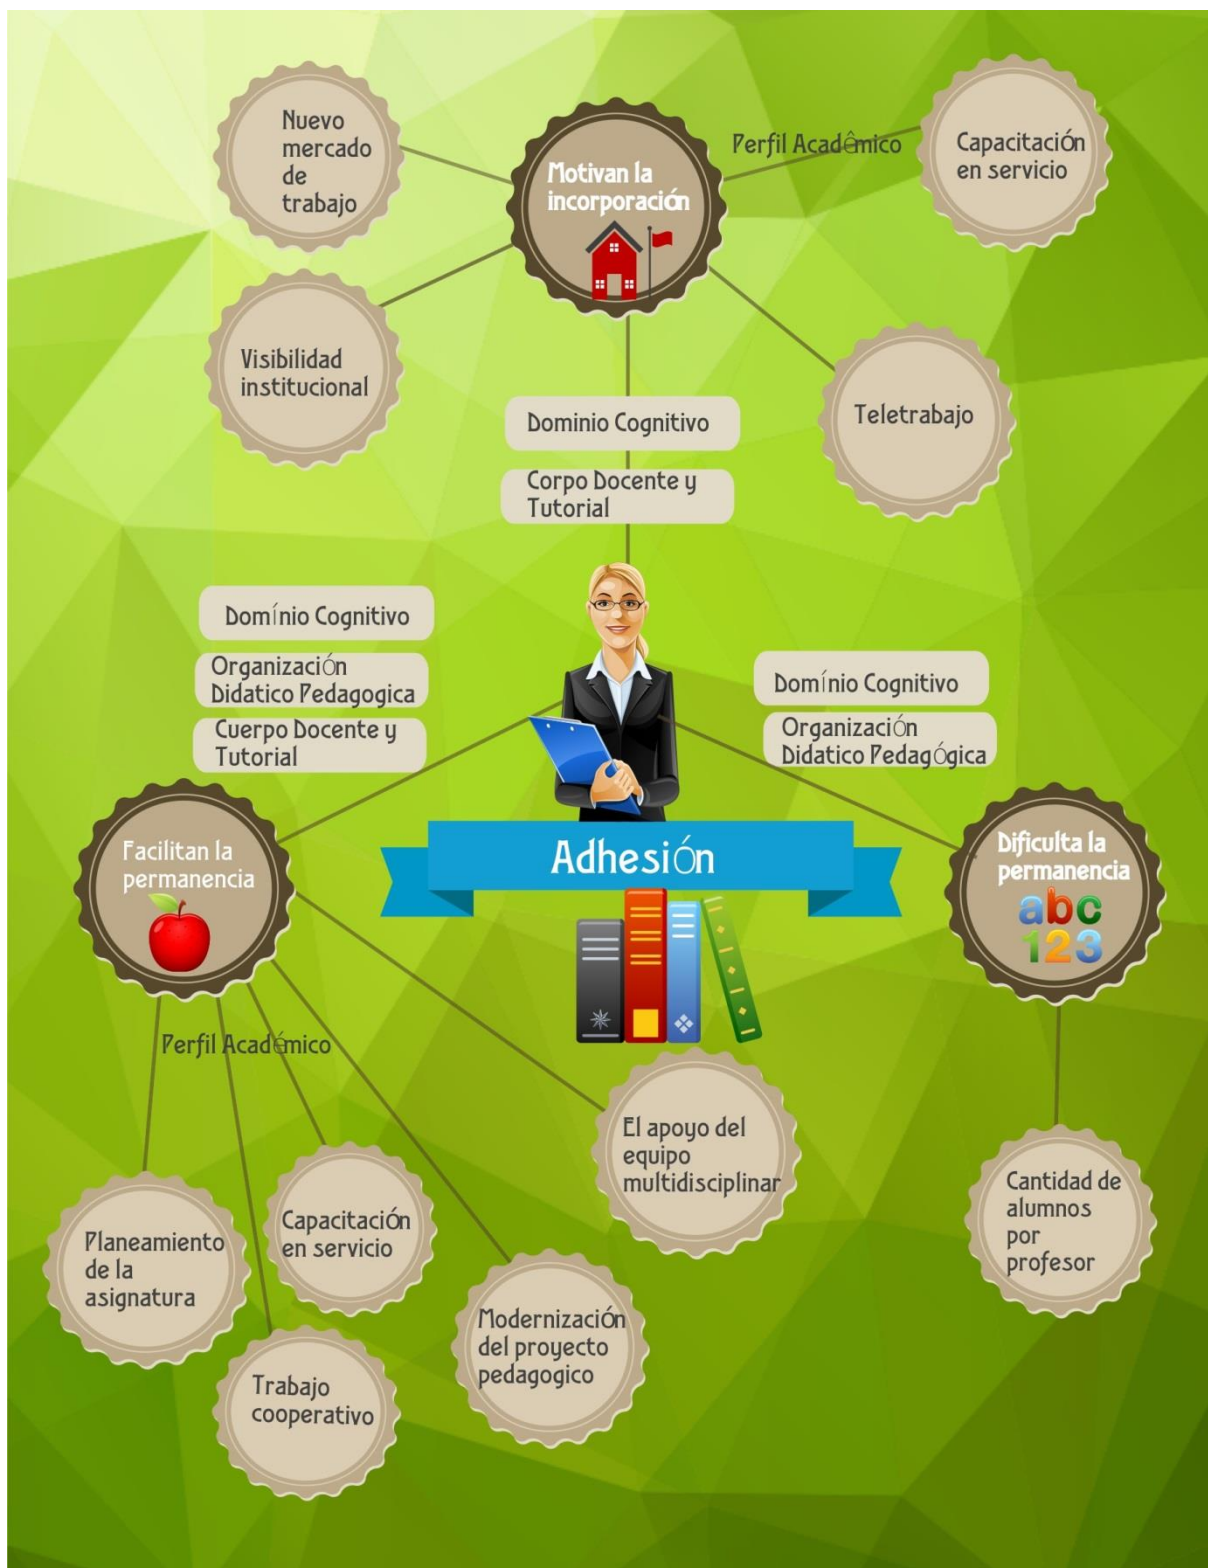 Nuevo
mercado
de
trabajo
Motivan la
incorporación
Perfil Acadêmico
Capacitación
en servicio
Visibilidad
institucional
Teletrabajo
Dominio Cognitivo
Corpo Docente y
Tutorial
Domínio Cognitivo
Organización
Didatico Pedagogica
Cuerpo Docente y
Tutorial
Domínio Cognitivo
Organización
Didatico Pedagógica
Facilitan la
permanencia
Adhesión
Dificulta la
permanencia
abc
123
Perfil Acadêmico
El apoyo del
equipo
multidisciplinar
Cantidad de
alumnos
por
profesor
Planeamiento
de la
asignatura
Capacitación
en servicio
Modernización
del proyecto
pedagogico
Trabajo
cooperativo